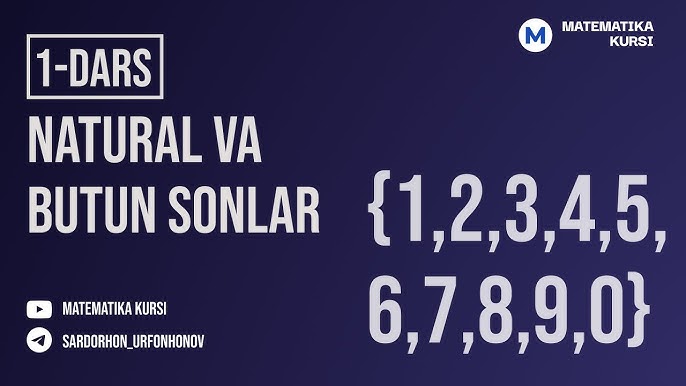 1-DARS
NATURAL VA
BUTUN SONLAR
MATEMATIKA KURSI
SARDORHON_URFONHONOV
M
MATEMATIKA
KURSI
{1,2,3,4,5,
6,7,8,9,0}